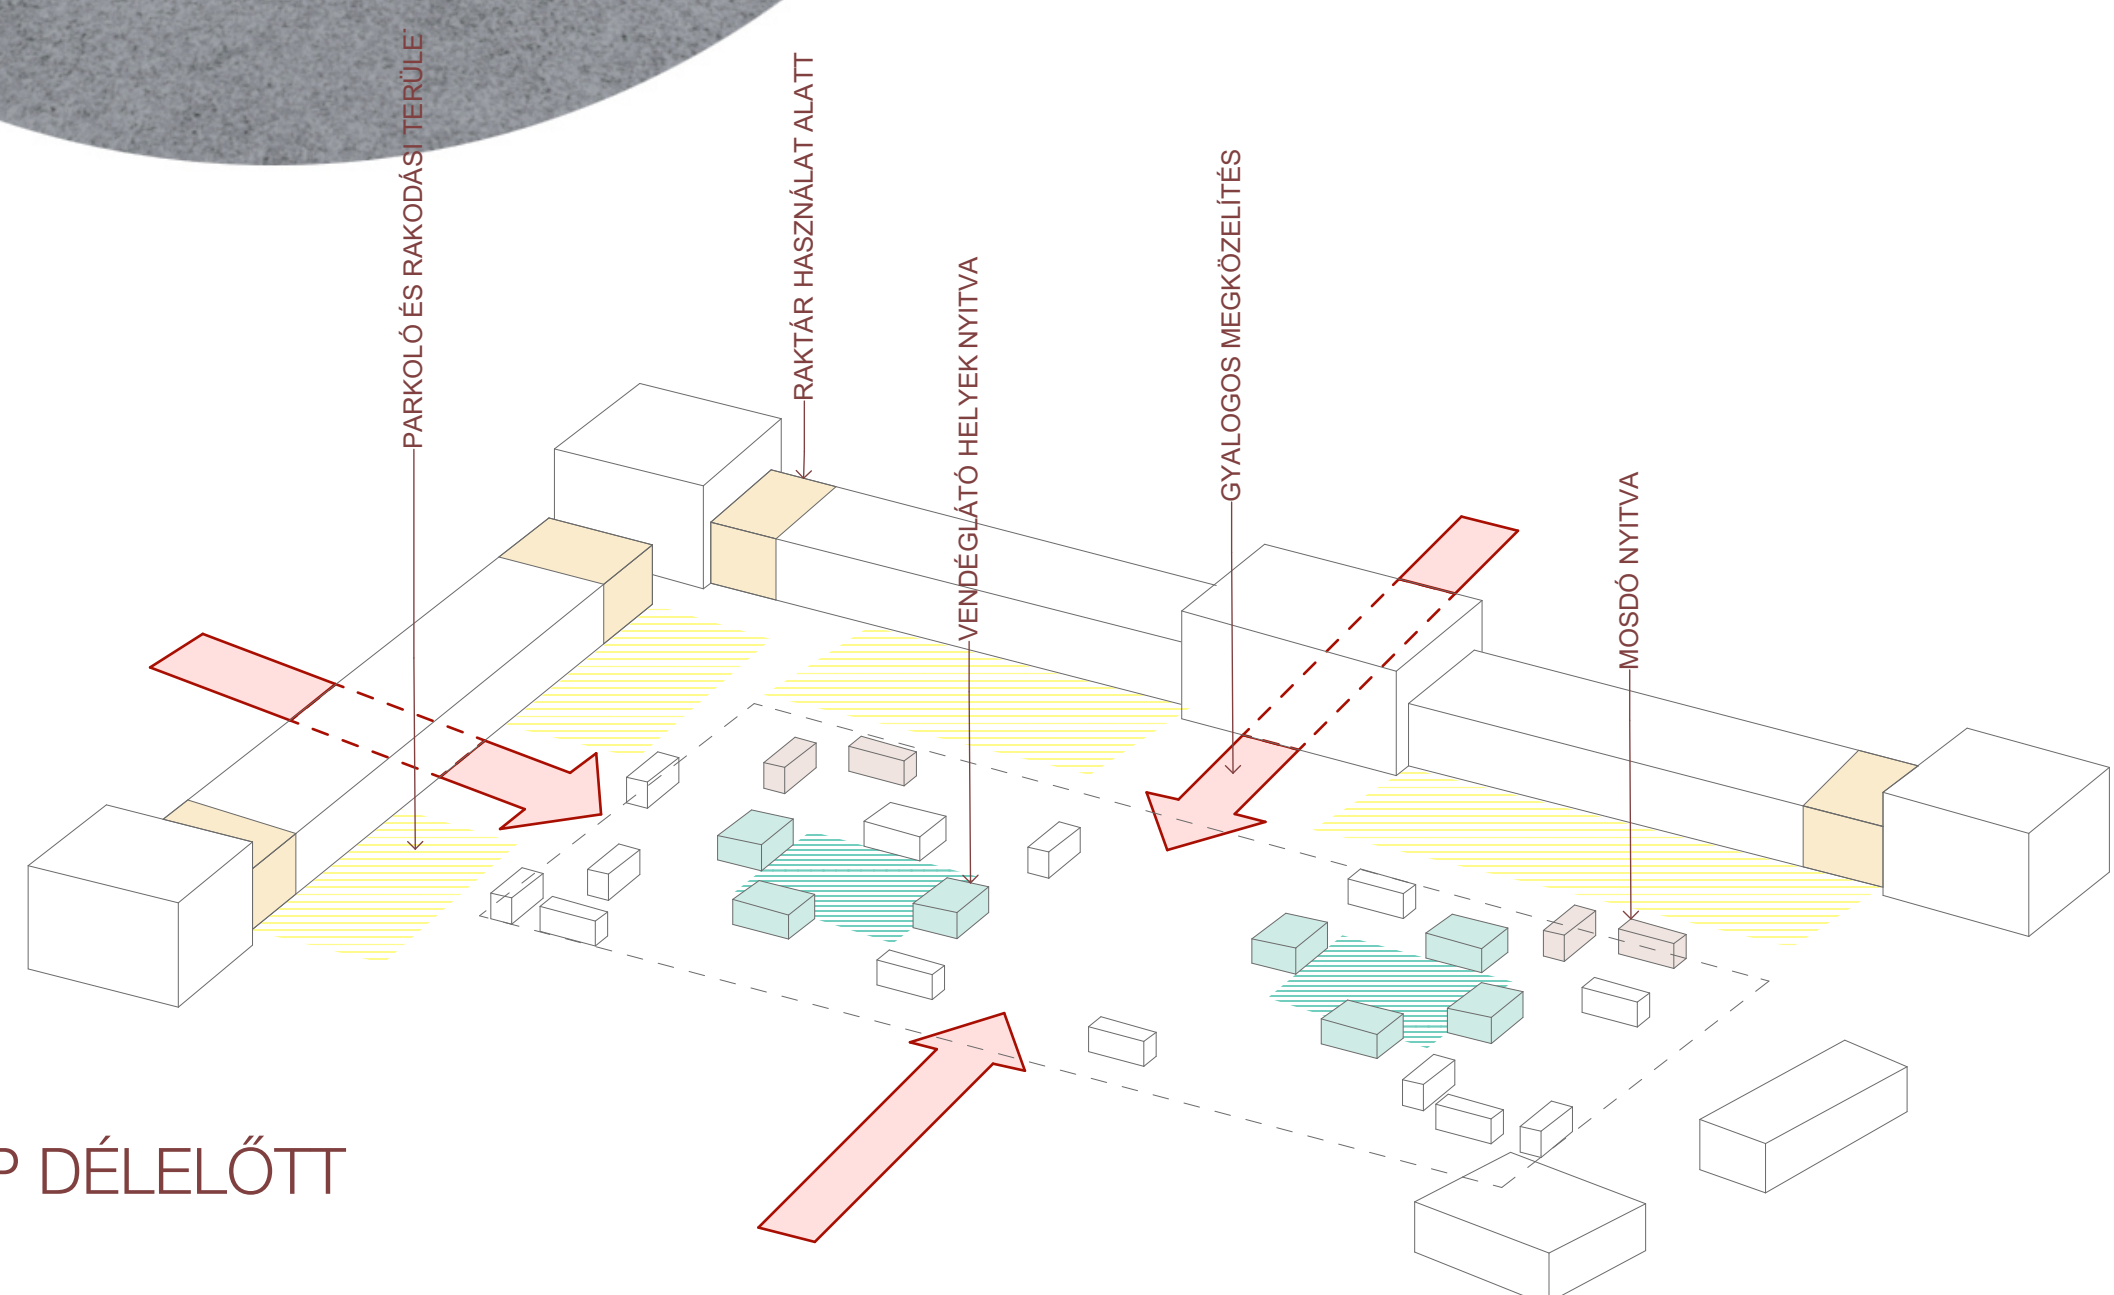 PARKOLÓ ÉS RAKODÁSI TERÜLE
RAKTÁR HASZNÁLAT ALATT
VENDÉGLÁTÓ HELYEK NYITVA
GYALOGOS MEGKÖZELÍTÉS
MOSDÓ NYITVA
P DÉLELŐTT